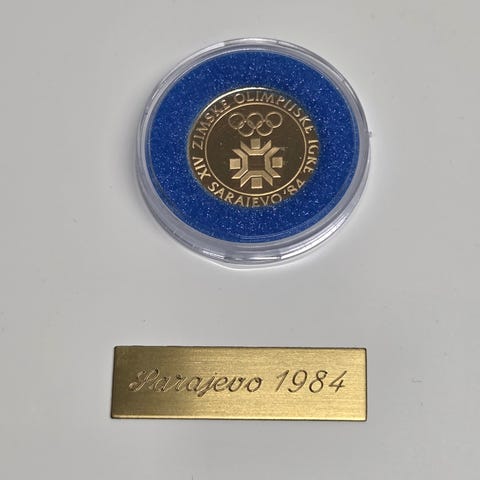 XIV ZIMSKE OLIMPIJSKE IGRE
SARAJEVO '84
Sarajevo 1984